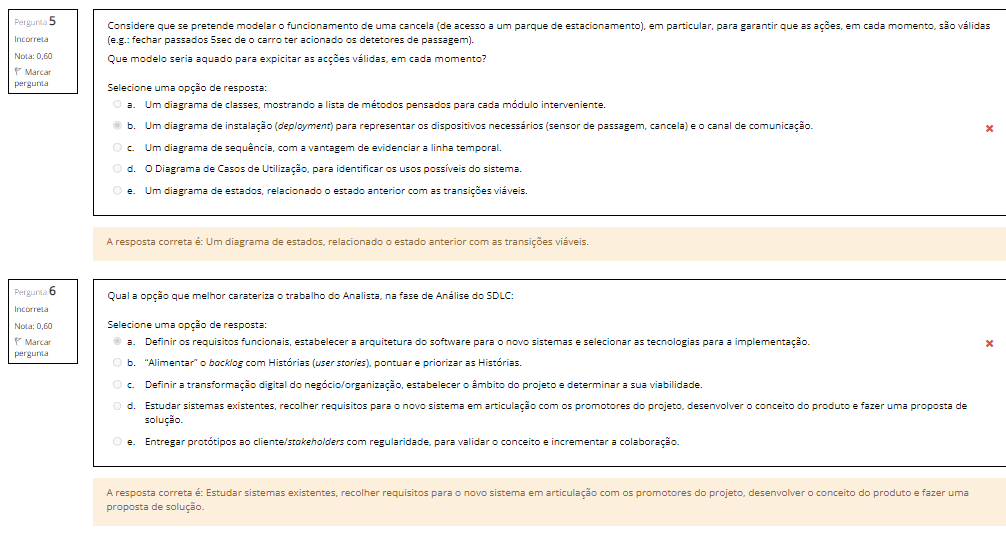 Pergunta 5
Incorreta
Nota: 0,60
Marcar
pergunta
Considere que se pretende modelar o funcionamento de uma cancela (de acesso a um parque de estacionamento), em particular, para garantir que as ações, em cada momento, são válidas
(e.g.: fechar passados 5sec de o carro ter acionado os detetores de passagem).
Que modelo seria aquado para expicitar as acções válidas, em cada momento?
Selecione uma opção de resposta:
a. Um diagrama de classes, mostrando a lista de métodos pensados para cada módulo interveniente.
b. Um diagrama de instalação (deployment) para representar os dispositivos necessários (sensor de passagem, cancela) e o canal de comunicação.
c. Um diagrama de sequência, com a vantagem de evidenciar a linha temporal.
d. O Diagrama de Casos de Utilização, para identificar os usos possíveis do sistema.
e. Um diagrama de estados, relacionado o estado anterior com as transições viáveis.
A resposta correta é: Um diagrama de estados, relacionado o estado anterior com as transições viáveis.
Pergunta 6
Incorreta
Nota: 0,60
Marcar
pergunta
Qual a opção que melhor carateriza o trabalho do Analista, na fase de Análise do SDLC:
Selecione uma opção de resposta:
a. Definir os requisitos funcionais, estabelecer a arquitetura do software para o novo sistemas e selecionar as tecnologias para a implementação.
b. "Alimentar" o backlog com Histórias (user stories), pontuar e priorizar as Histórias.
c. Definir a transformação digital do negócio/organização, estabelecer o âmbito do projeto e determinar a sua viabilidade.
d. Estudar sistemas existentes, recolher requisitos para o novo sistema em articulação com os promotores do projeto, desenvolver o conceito do produto e fazer uma proposta de
solução.
e. Entregar protótipos ao cliente/stakeholders com regularidade, para validar o conceito e incrementar a colaboração.
A resposta correta é: Estudar sistemas existentes, recolher requisitos para o novo sistema em articulação com os promotores do projeto, desenvolver o conceito do produto e fazer uma
proposta de solução.